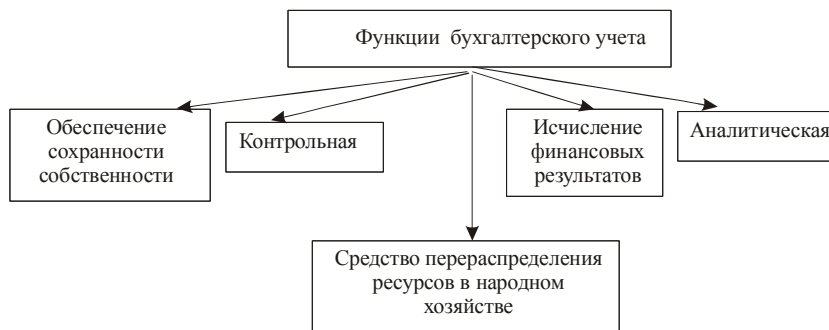 Функции бухгалтерского учета
Обеспечение
сохранности
собственности
Контрольная
Исчисление
финансовых
результатов
Аналитическая
Средство перераспределения
ресурсов в народном
хозяйстве